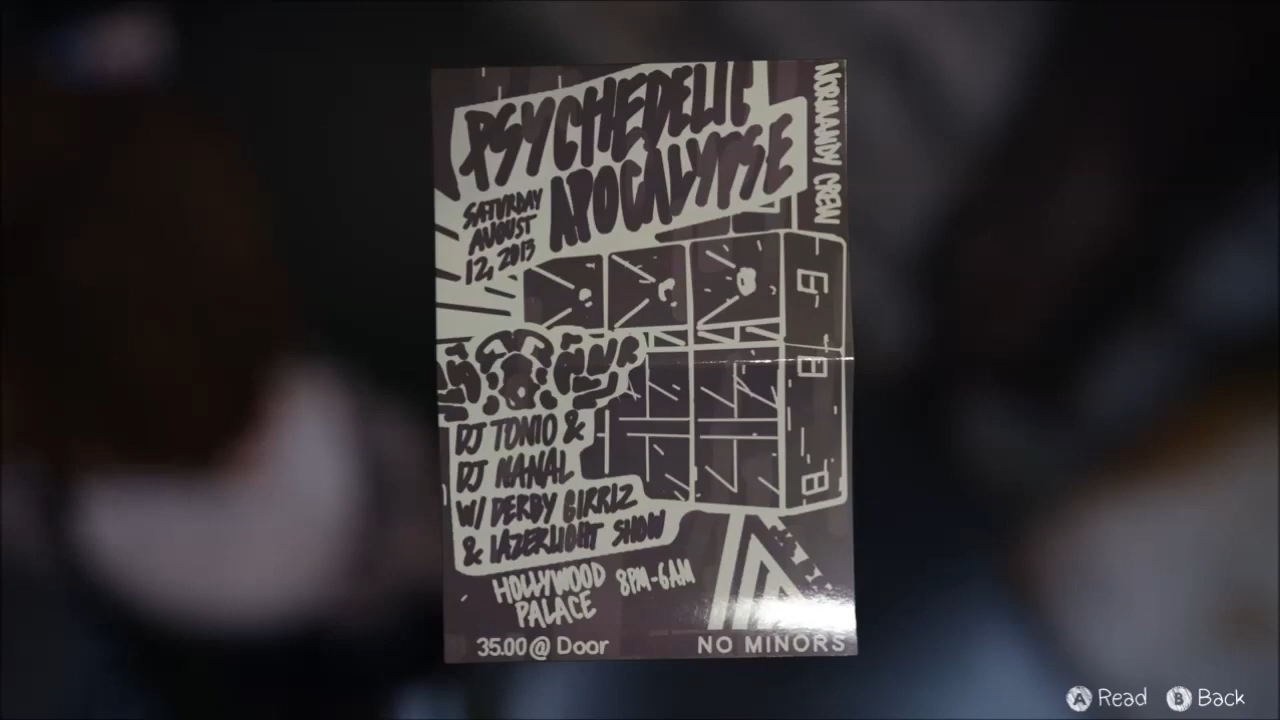 PSYCHEDELIC
APOCALYPSE
NORMANDY CREW
SATURDAY
AUGUST
12, 2013
DJ TONIO &
DJ NANAL
W/ DERBY GIRRLZ
& LAZERLIGHT SHOW
HOLLYWOOD
PALACE
8PM-6AM
35.00 @ Door
NO MINORS
A Read
B Back